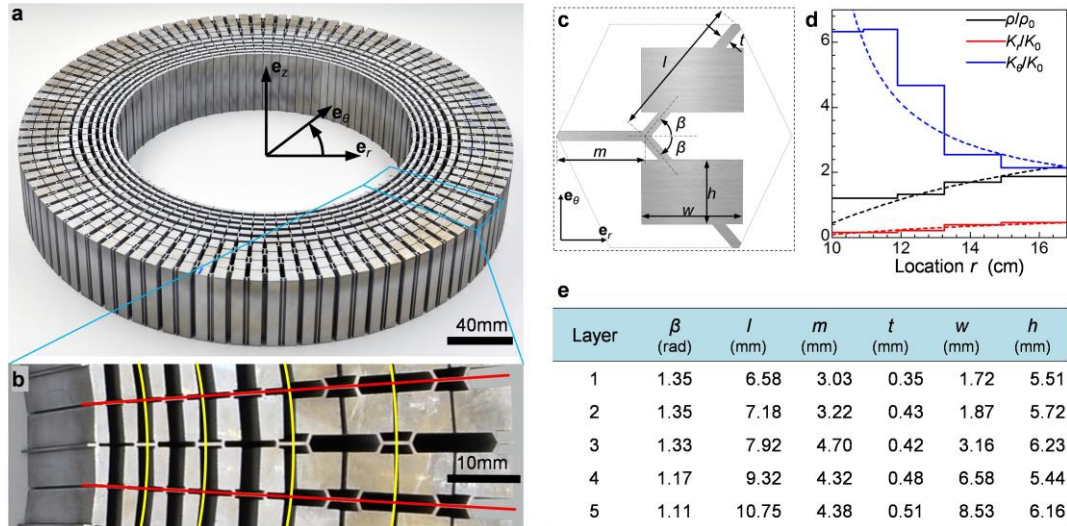 a
e_z
e_θ
e_r
40mm
b
10mm
c
l
t
β
β
m
h
w
e_θ
e_r
d
ρ/ρ₀
K_r/K₀
K_θ/K₀
6
4
2
0
10 12 14 16
Location r (cm)
e
Layer β (rad) l (mm) m (mm) t (mm) w (mm) h (mm)
1 1.35 6.58 3.03 0.35 1.72 5.51
2 1.35 7.18 3.22 0.43 1.87 5.72
3 1.33 7.92 4.70 0.42 3.16 6.23
4 1.17 9.32 4.32 0.48 6.58 5.44
5 1.11 10.75 4.38 0.51 8.53 6.16